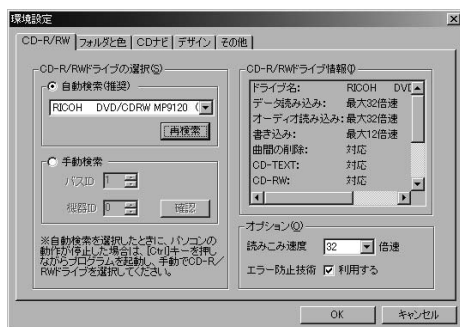 環境設定
CD-R/RW フォルダと色 CDナビ デザイン その他
CD-R/RWドライブの選択(S)
自動検索(推奨)
RICOH DVD/CDRW MP9120 (
再検索
手動検索
バスID 1
機器ID 0 確認
※自動検索を選択したときに、パソコンの
動作が停止した場合は、[Ctrl]キーを押し
ながらプログラムを起動し、手動でCD-R/
RWドライブを選択してください。
CD-R/RWドライブ情報(I)
ドライブ名: RICOH DVD
データ読み込み: 最大32倍速
オーディオ読み込み: 最大32倍速
書き込み: 最大12倍速
曲間の削除: 対応
CD-TEXT: 対応
CD-RW: 対応
オプション(O)
読みこみ速度 32 倍速
エラー防止技術 利用する
OK キャンセル